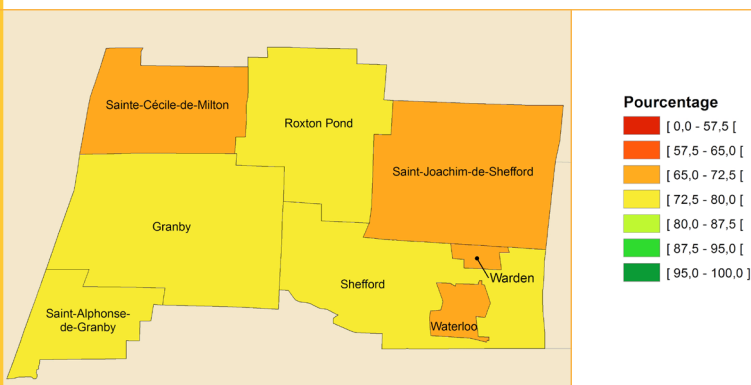 Sainte-Cécile-de-Milton
Roxton Pond
Saint-Joachim-de-Shefford
Granby
Warden
Shefford
Saint-Alphonse-
de-Granby
Waterloo
Pourcentage
[ 0,0 - 57,5 [
[ 57,5 - 65,0 [
[ 65,0 - 72,5 [
[ 72,5 - 80,0 [
[ 80,0 - 87,5 [
[ 87,5 - 95,0 [
[ 95,0 - 100,0 ]